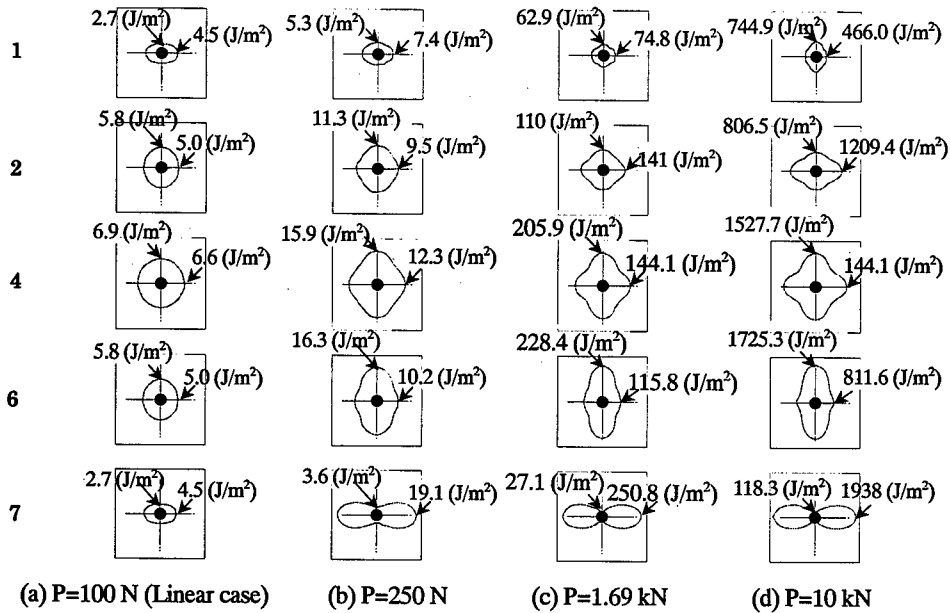 1
2.7 (J/m²)
4.5 (J/m²)
5.3 (J/m²)
7.4 (J/m²)
62.9 (J/m²)
74.8 (J/m²)
744.9 (J/m²)
466.0 (J/m²)
2
5.8 (J/m²)
5.0 (J/m²)
11.3 (J/m²)
9.5 (J/m²)
110 (J/m²)
141 (J/m²)
806.5 (J/m²)
1209.4 (J/m²)
4
6.9 (J/m²)
6.6 (J/m²)
15.9 (J/m²)
12.3 (J/m²)
205.9 (J/m²)
144.1 (J/m²)
1527.7 (J/m²)
144.1 (J/m²)
6
5.8 (J/m²)
5.0 (J/m²)
16.3 (J/m²)
10.2 (J/m²)
228.4 (J/m²)
115.8 (J/m²)
1725.3 (J/m²)
811.6 (J/m²)
7
2.7 (J/m²)
4.5 (J/m²)
3.6 (J/m²)
19.1 (J/m²)
27.1 (J/m²)
250.8 (J/m²)
118.3 (J/m²)
1938 (J/m²)
(a) P=100 N (Linear case)
(b) P=250 N
(c) P=1.69 kN
(d) P=10 kN